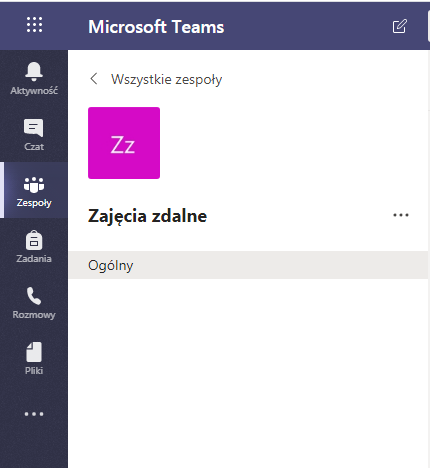 Microsoft Teams
Aktywność
Czat
Zespoły
Zadania
Rozmowy
Pliki
Wszystkie zespoły
Zz
Zajęcia zdalne
Ogólny